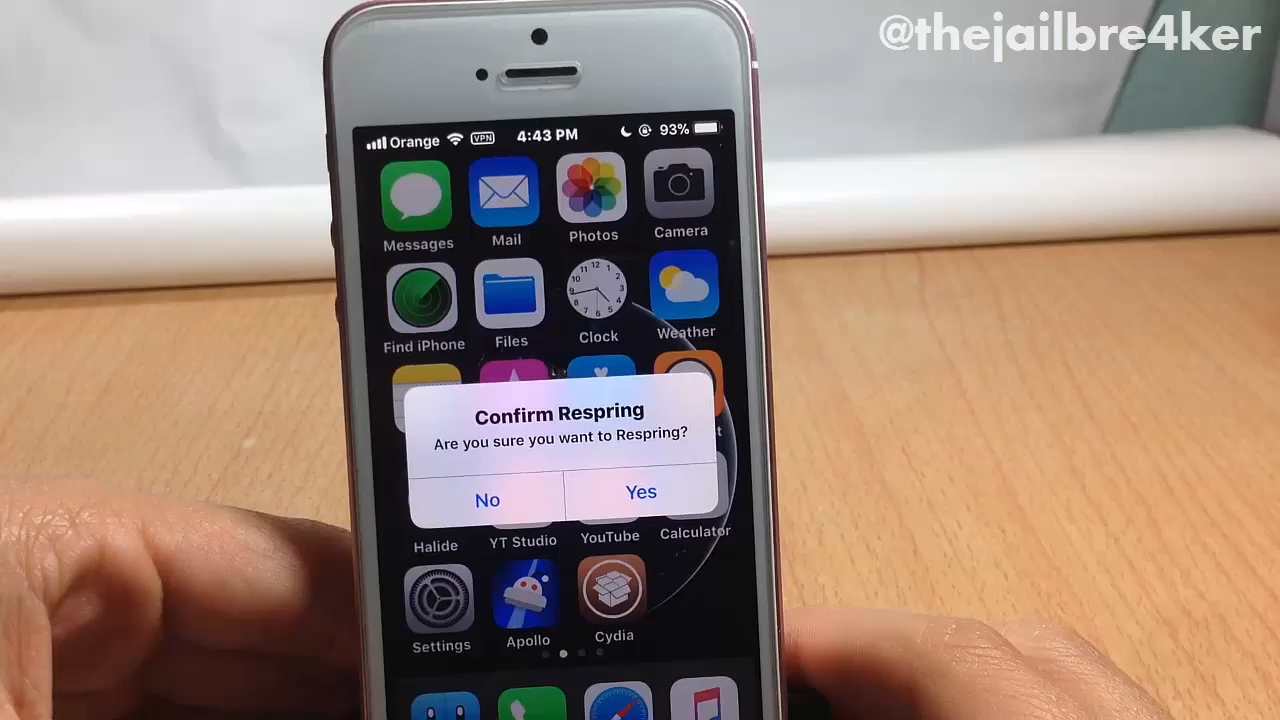 @thejailbre4ker
Orange VPN 4:43 PM 93%
Messages Mail Photos Camera
Find iPhone Files Clock Weather
Confirm Respring
Are you sure you want to Respring?
No Yes
Halide YT Studio YouTube Calculator
Settings Apollo Cydia